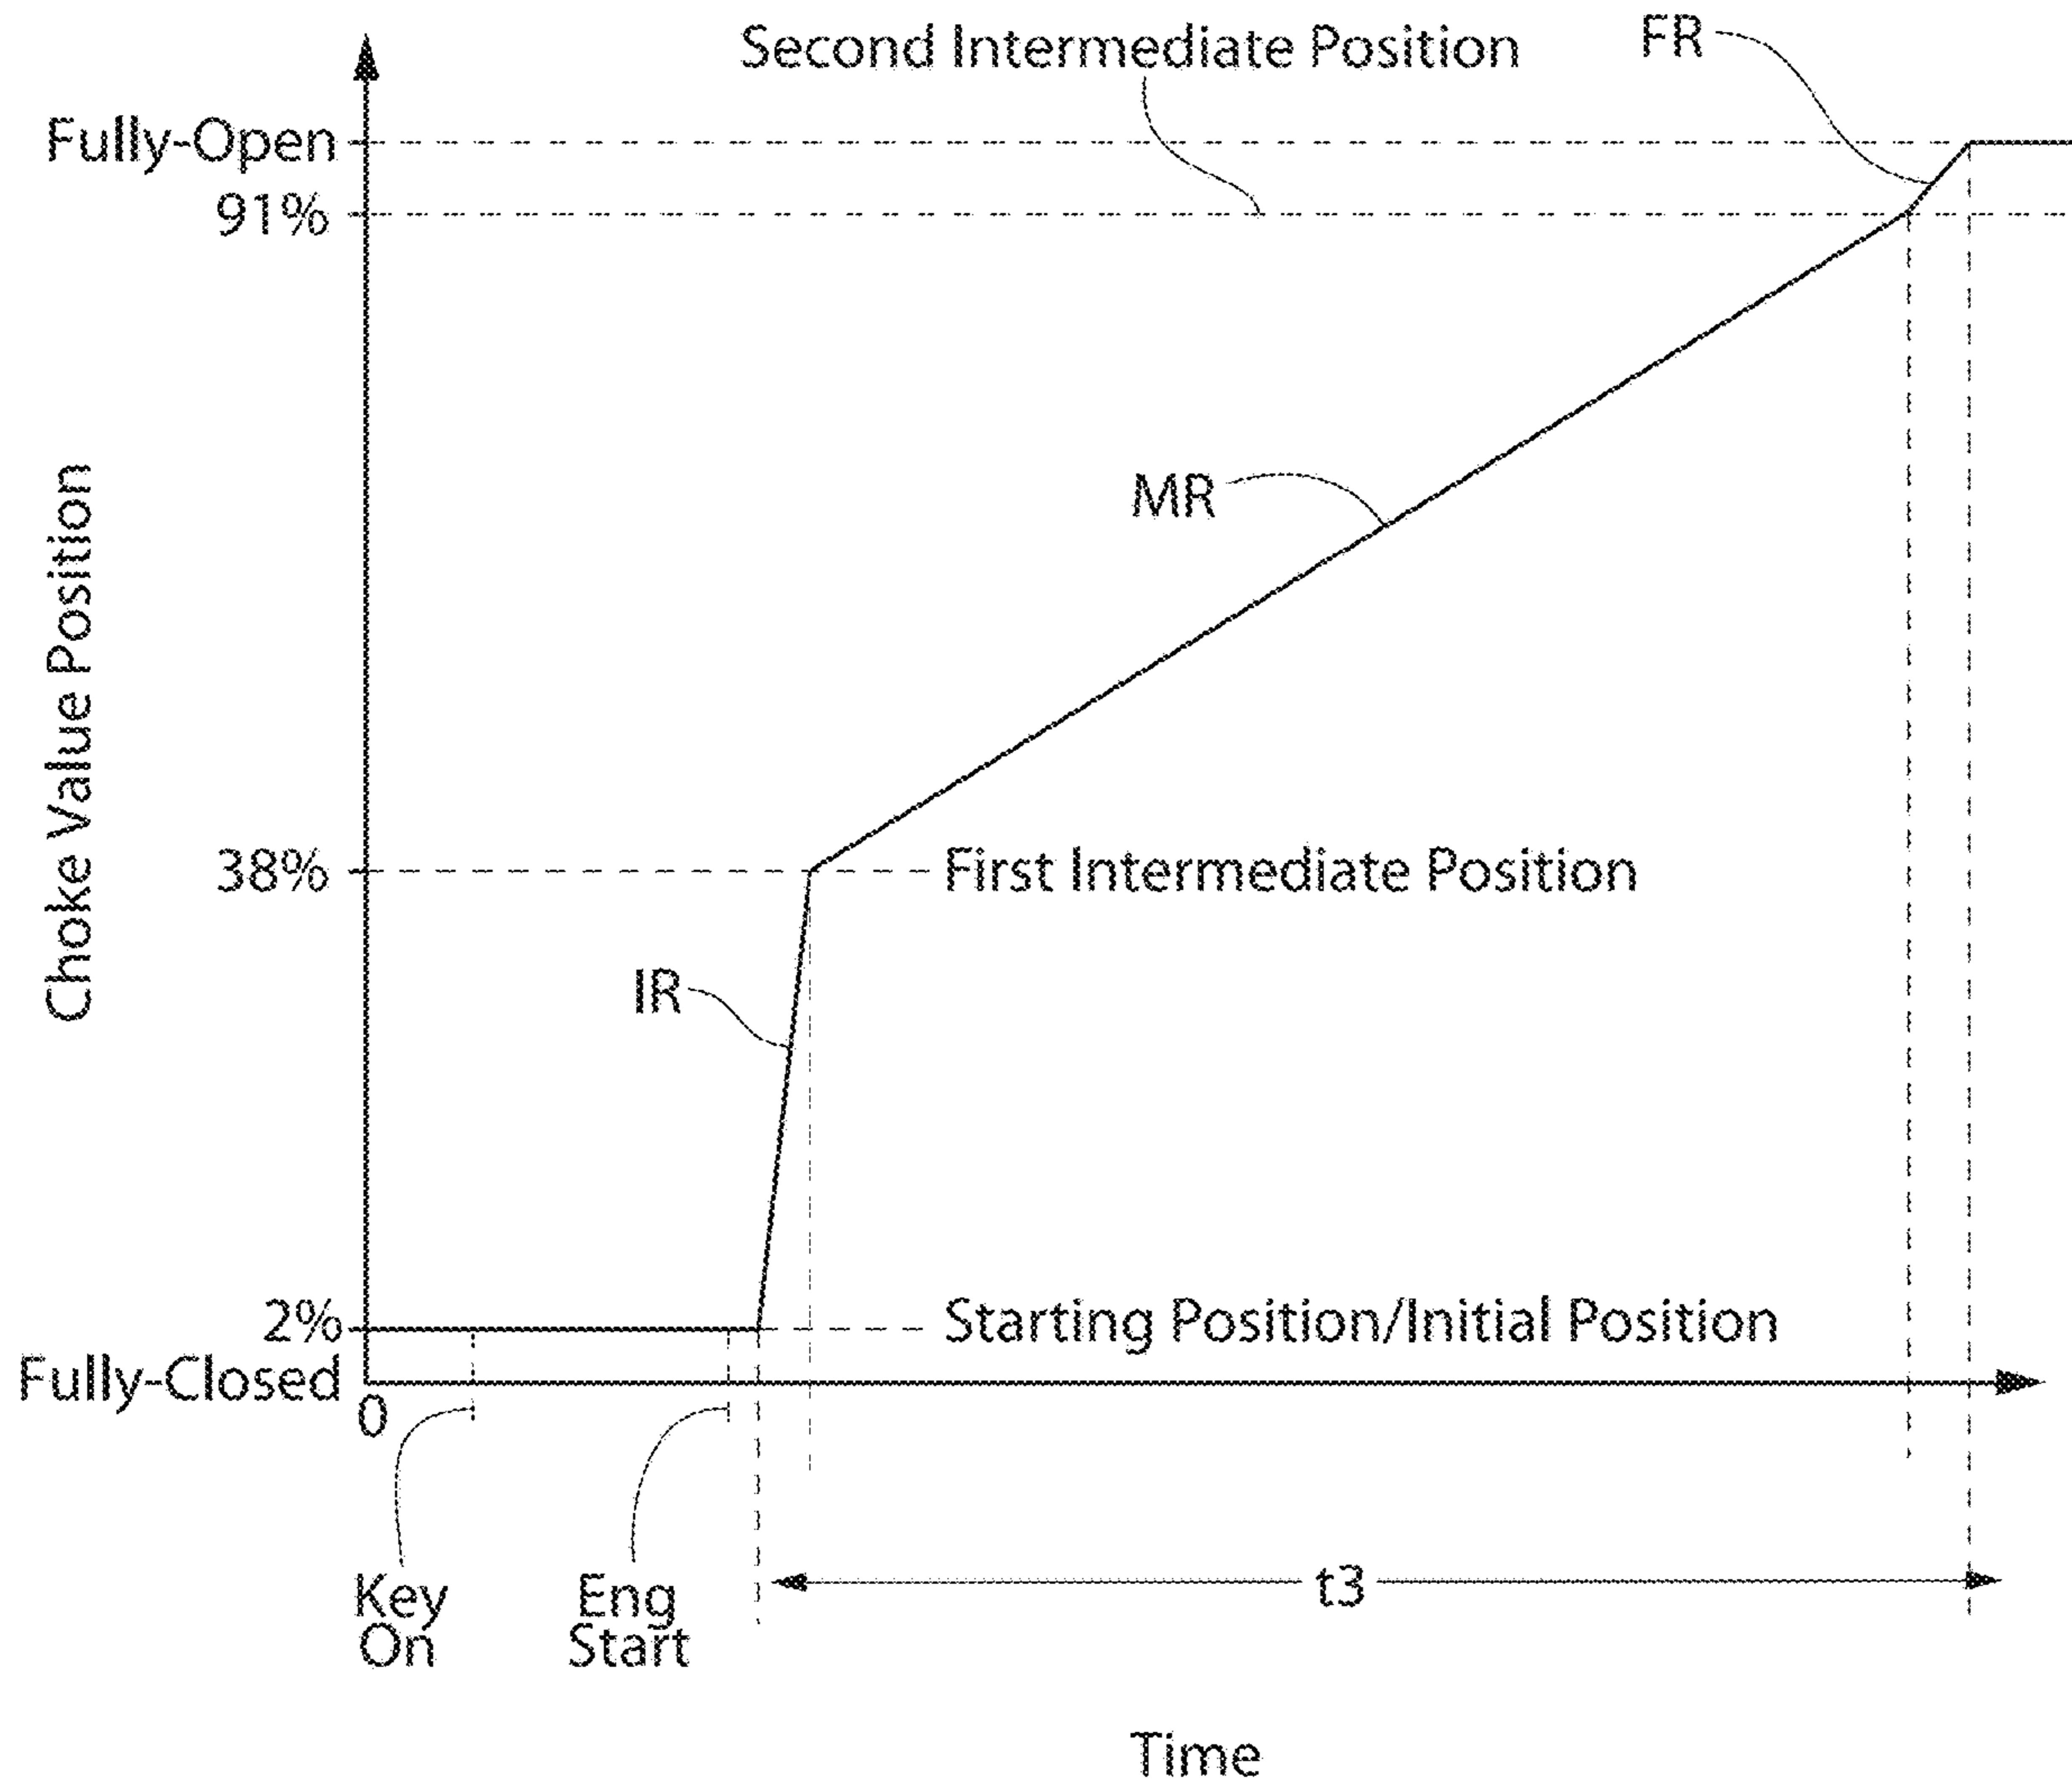 Second Intermediate Position
FR
Fully-Open
91%
MR
Choke Value Position
38%
First Intermediate Position
IR
2%
Starting Position/Initial Position
Fully-Closed
0
Key
On
Eng
Start
t3
Time